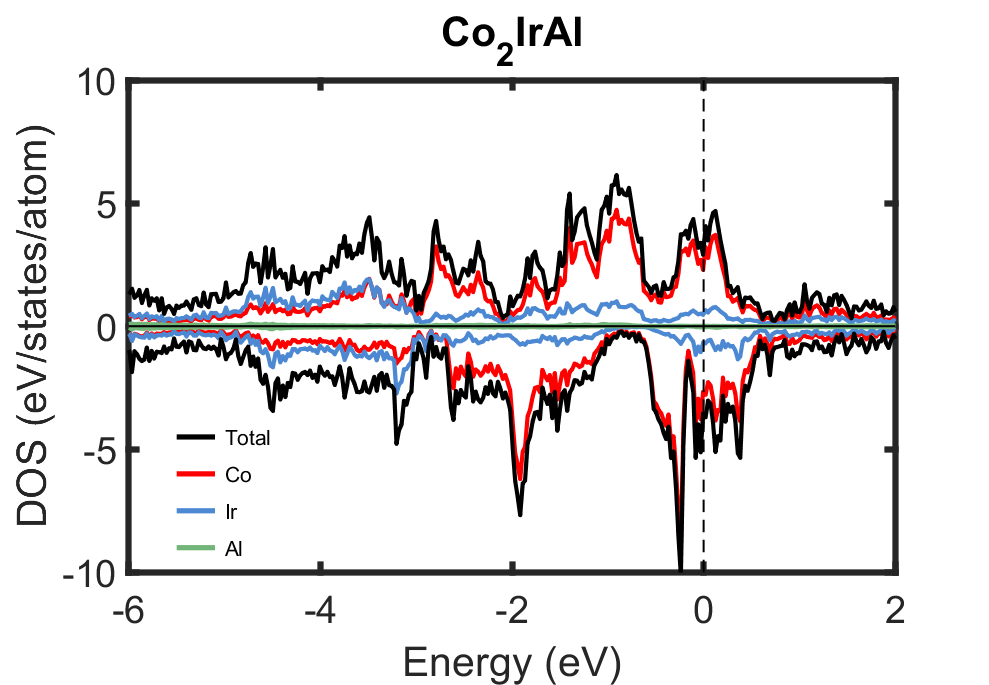 Co₂IrAl
DOS (eV/states/atom)
10
5
0
-5
-10
Total
Co
Ir
Al
-6
-4
-2
0
2
Energy (eV)